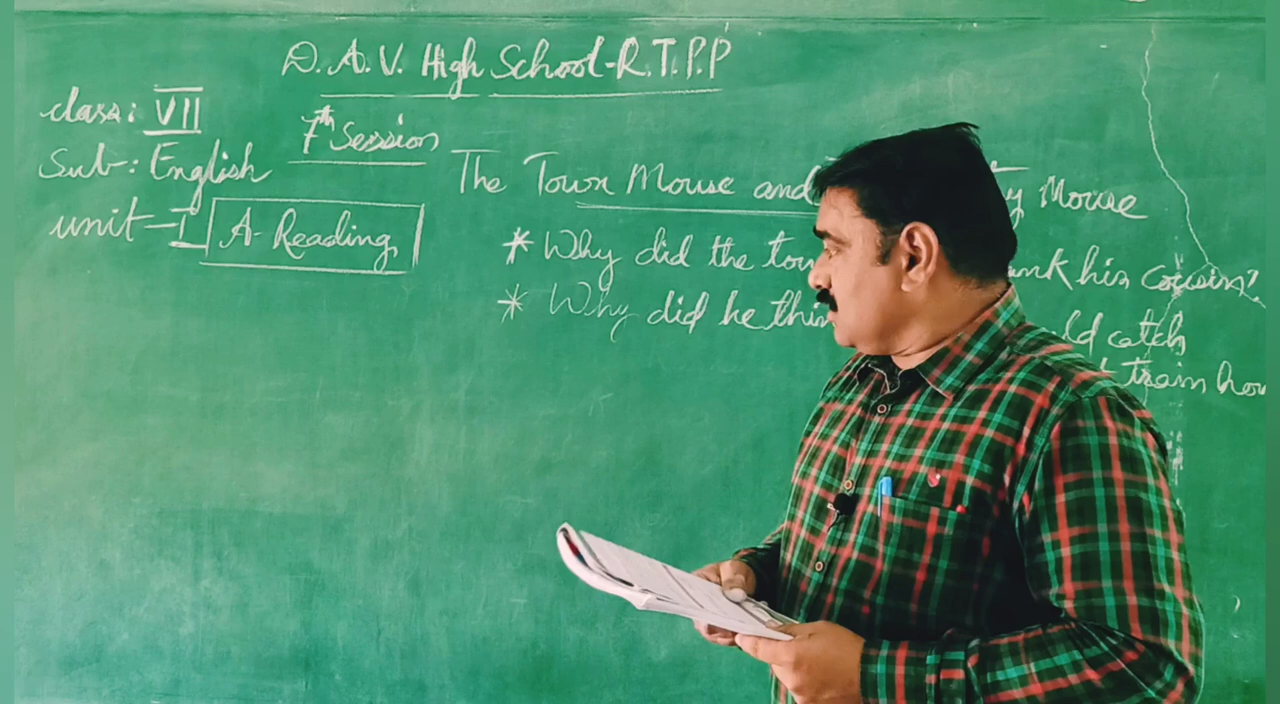 D.A.V. High School-R.T.P.P
class: VII
7th Session
Sub: English
The Town Mouse and Mouse
unit-I A-Reading
* Why did the his cousin?
* Why did he catch
train